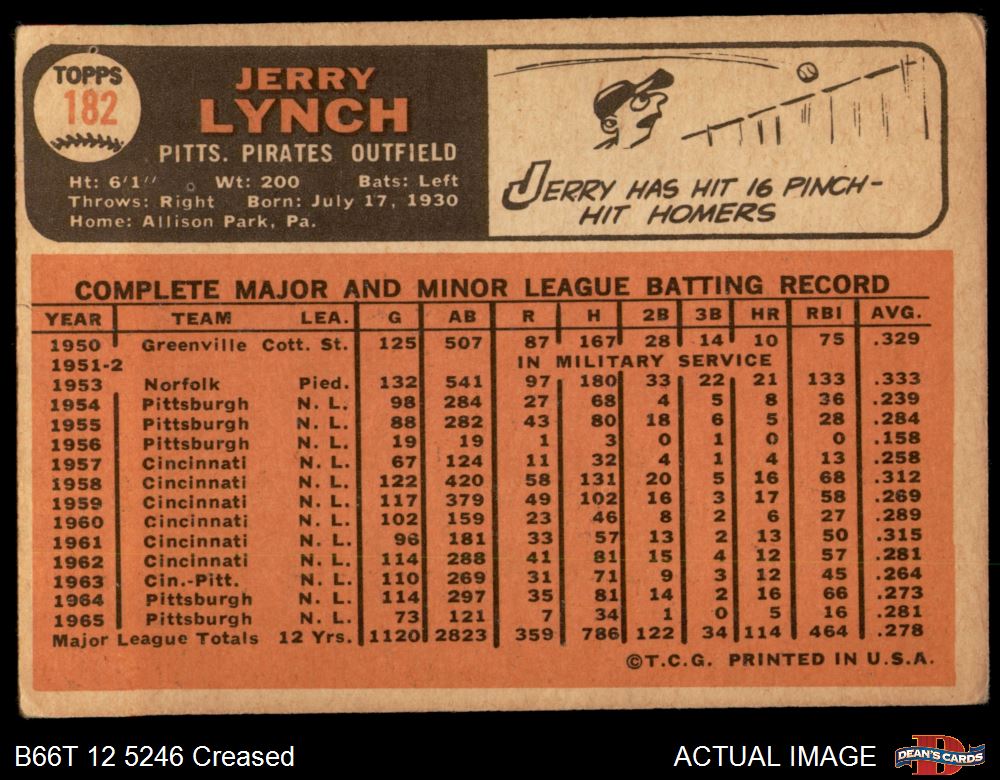 TOPPS
182
JERRY
LYNCH
PITTS. PIRATES OUTFIELD
Ht: 6'1" Wt: 200 Bats: Left
Throws: Right Born: July 17, 1930
Home: Allison Park, Pa.
JERRY HAS HIT 16 PINCH-
HIT HOMERS
COMPLETE MAJOR AND MINOR LEAGUE BATTING RECORD
YEAR TEAM LEA. G AB R H 2B 3B HR RBI AVG.
1950 Greenville Cott. St. 125 507 87 167 28 14 10 75 .329
1951-2 IN MILITARY SERVICE
1953 Norfolk Pied. 132 541 97 180 33 22 21 133 .333
1954 Pittsburgh N. L. 98 284 27 68 4 5 8 36 .239
1955 Pittsburgh N. L. 88 282 43 80 18 6 5 28 .284
1956 Pittsburgh N. L. 19 19 1 3 0 1 0 0 .158
1957 Cincinnati N. L. 67 124 11 32 4 1 4 13 .258
1958 Cincinnati N. L. 122 420 58 131 20 5 16 68 .312
1959 Cincinnati N. L. 117 379 49 102 16 3 17 58 .269
1960 Cincinnati N. L. 102 159 23 46 8 2 6 27 .289
1961 Cincinnati N. L. 96 181 33 57 13 2 13 50 .315
1962 Cincinnati N. L. 114 288 41 81 15 4 12 57 .281
1963 Cin.-Pitt. N. L. 110 269 31 71 9 3 12 45 .264
1964 Pittsburgh N. L. 114 297 35 81 14 2 16 66 .273
1965 Pittsburgh N. L. 73 121 7 34 1 0 5 16 .281
Major League Totals 12 Yrs. 1120 2823 359 786 122 34 114 464 .278
©T.C.G. PRINTED IN U.S.A.
B66T 12 5246 Creased
ACTUAL IMAGE
DEAN'S CARDS